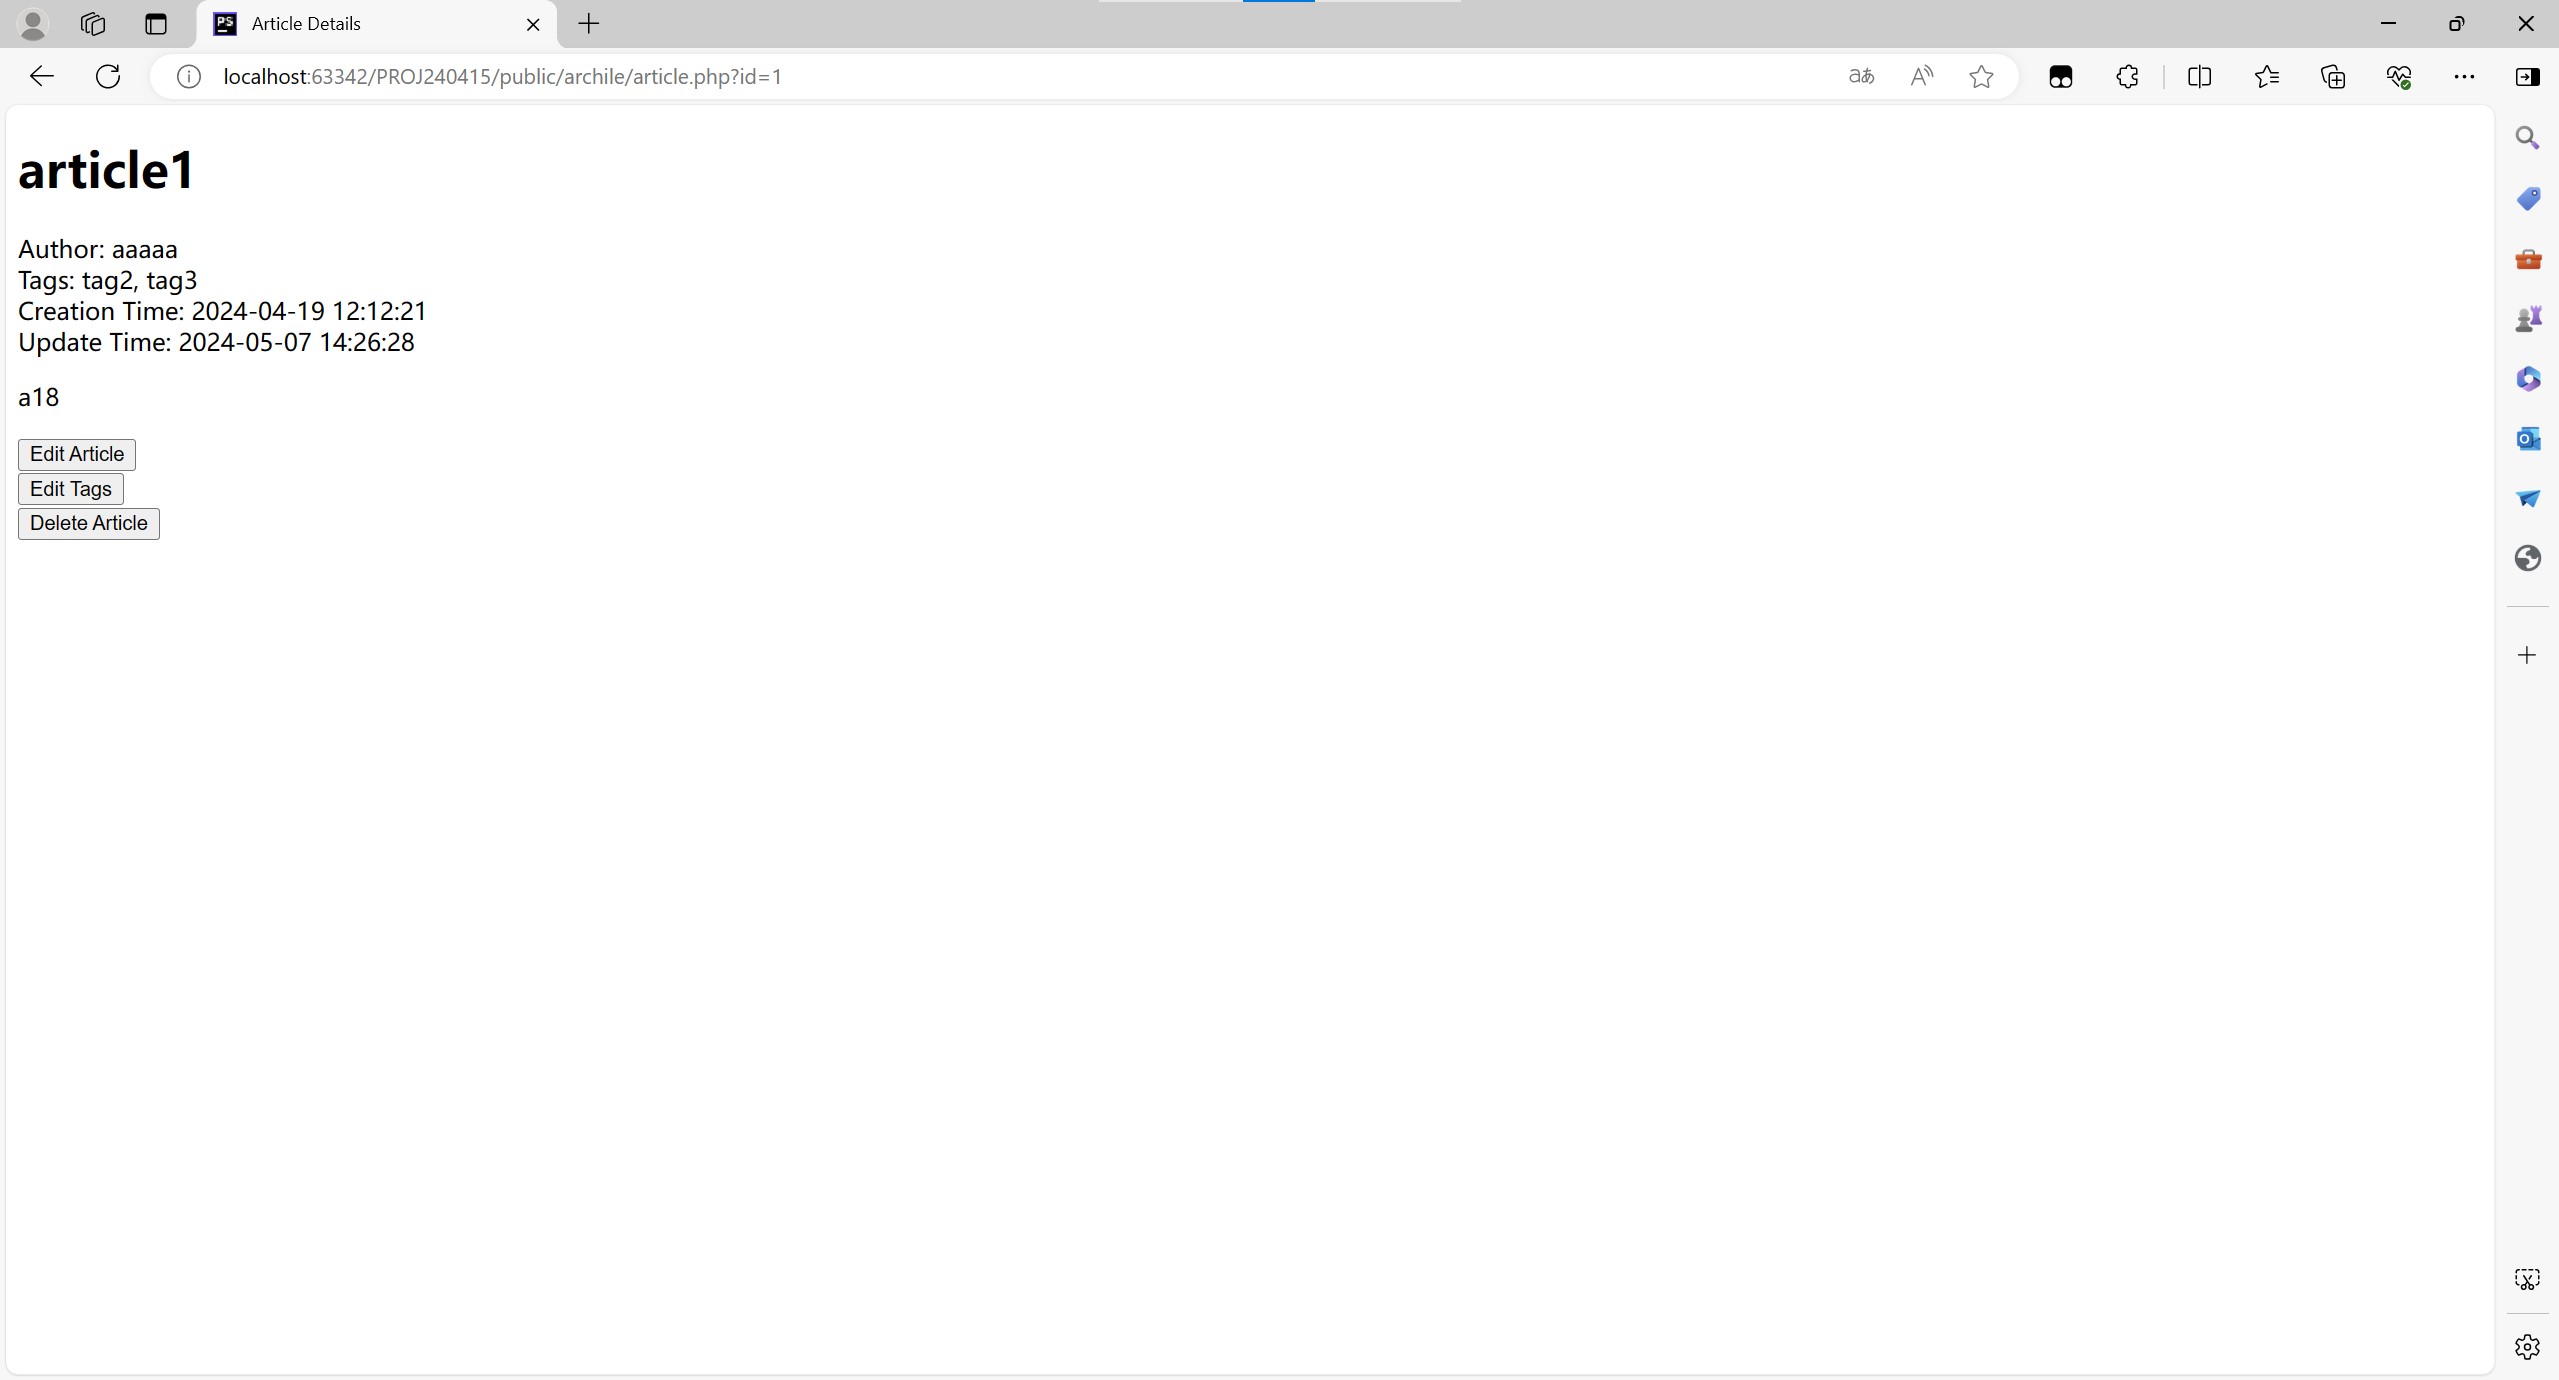 Article Details
localhost:63342/PROJ240415/public/archile/article.php?id=1
article1
Author: aaaaa
Tags: tag2, tag3
Creation Time: 2024-04-19 12:12:21
Update Time: 2024-05-07 14:26:28
a18
Edit Article
Edit Tags
Delete Article